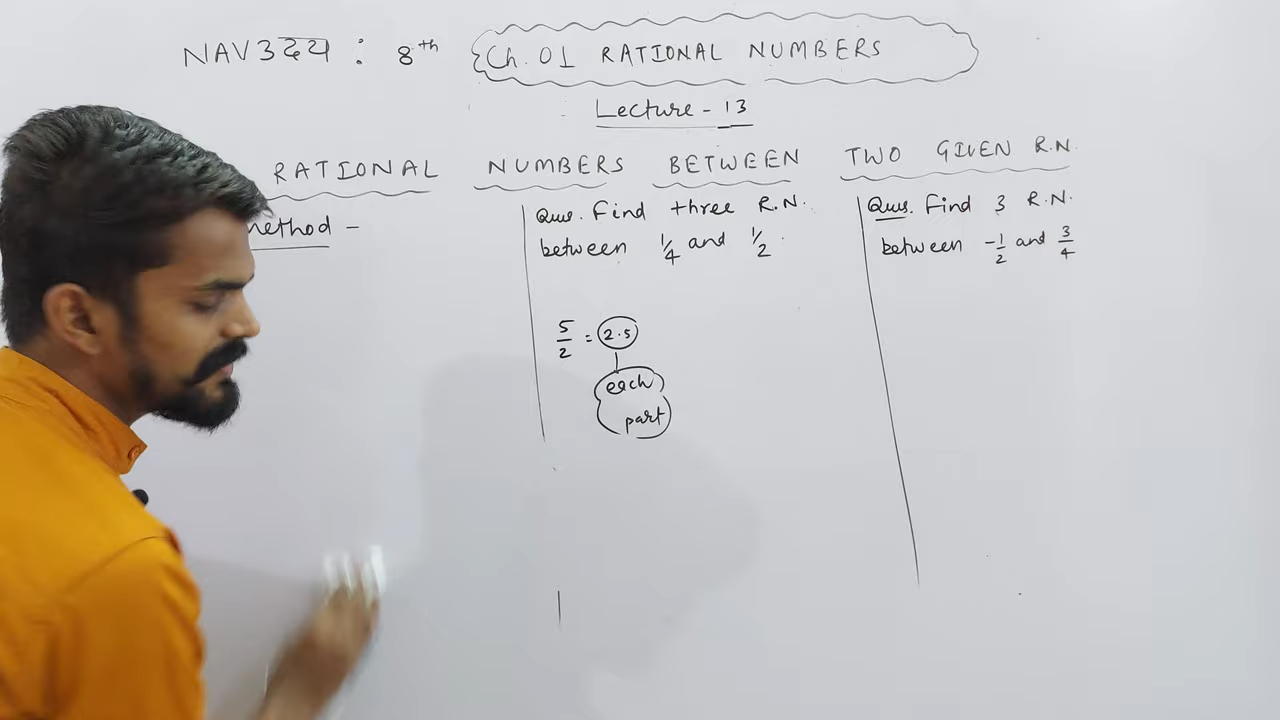 NAV3નેત્ર : 8th Ch. 01 RATIONAL NUMBERS
Lecture - 13
RATIONAL NUMBERS BETWEEN TWO GIVEN R.N.
method -
Ques. Find three R.N.
between 1/4 and 1/2.
5/2 = 2.5
each
part
Ques. Find 3 R.N.
between -1/2 and 3/4